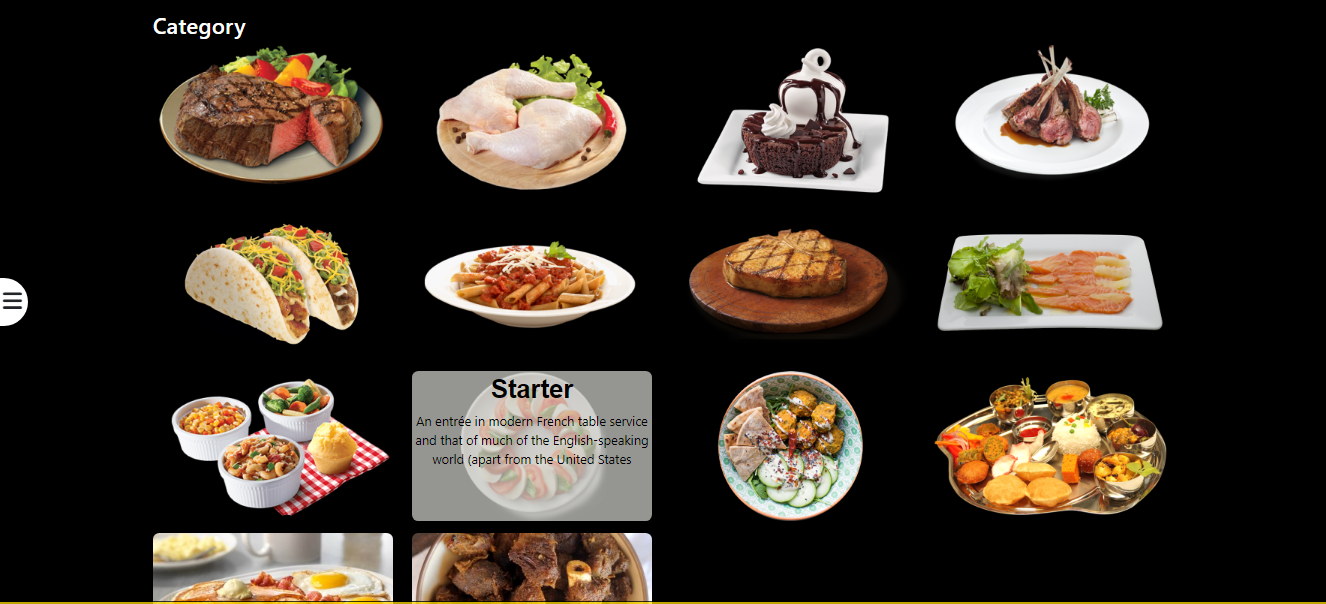 Category
Starter
An entrée in modern French table service
and that of much of the English-speaking
world (apart from the United States